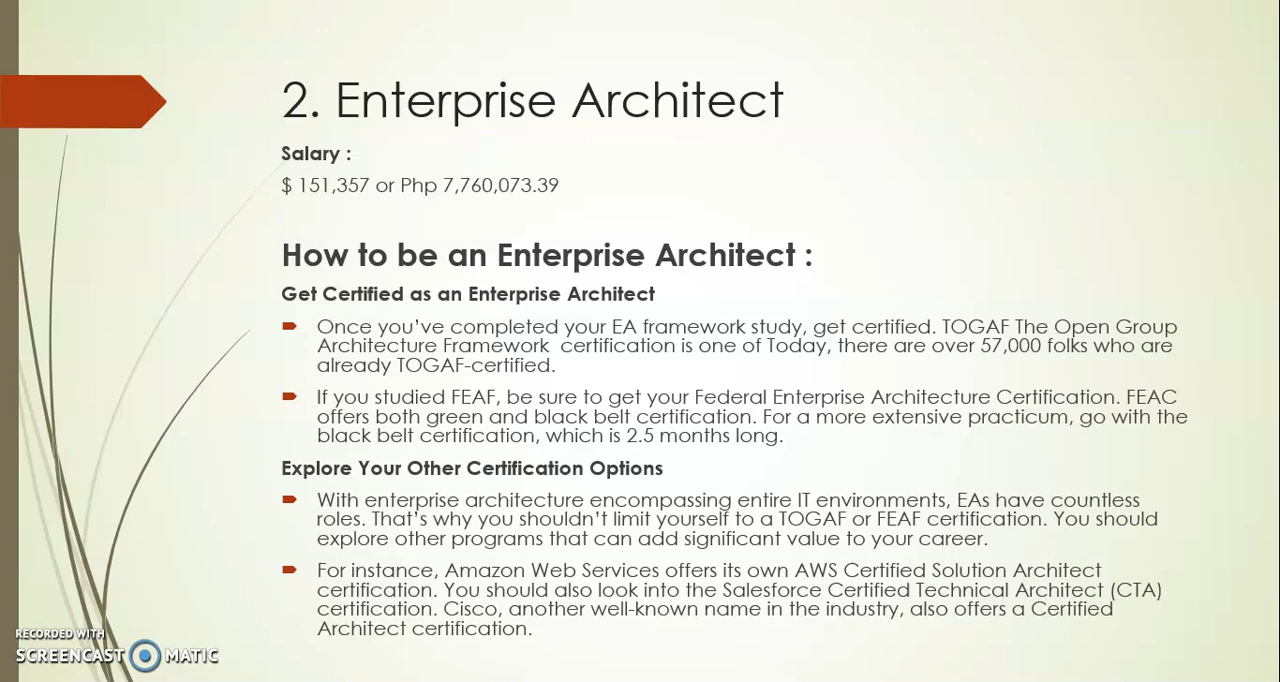 2. Enterprise Architect
Salary :
$ 151,357 or Php 7,760,073.39
How to be an Enterprise Architect :
Get Certified as an Enterprise Architect
Once you’ve completed your EA framework study, get certified. TOGAF The Open Group
Architecture Framework  certification is one of Today, there are over 57,000 folks who are
already TOGAF-certified.
If you studied FEAF, be sure to get your Federal Enterprise Architecture Certification. FEAC
offers both green and black belt certification. For a more extensive practicum, go with the
black belt certification, which is 2.5 months long.
Explore Your Other Certification Options
With enterprise architecture encompassing entire IT environments, EAs have countless
roles. That’s why you shouldn’t limit yourself to a TOGAF or FEAF certification. You should
explore other programs that can add significant value to your career.
For instance, Amazon Web Services offers its own AWS Certified Solution Architect
certification. You should also look into the Salesforce Certified Technical Architect (CTA)
certification. Cisco, another well-known name in the industry, also offers a Certified
Architect certification.
RECORDED WITH
SCREENCAST MATIC